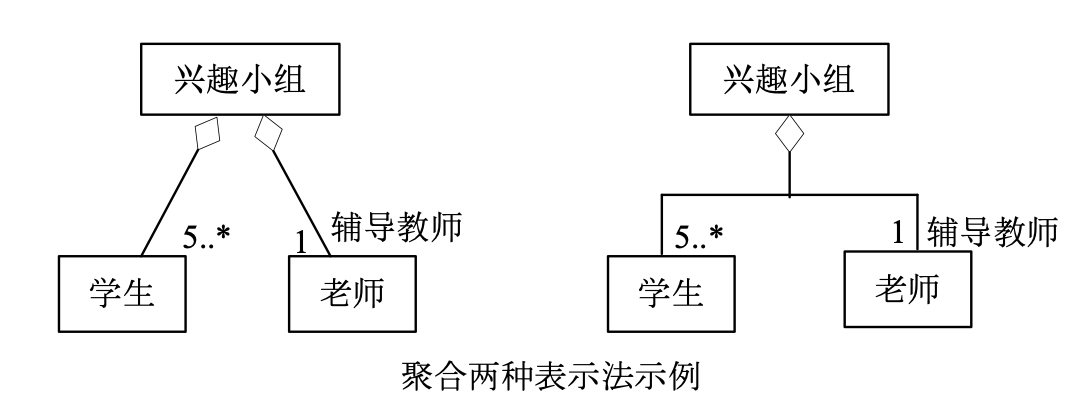 兴趣小组 兴趣小组
5..* 1 辅导教师 5..* 1 辅导教师
学生 老师 学生 老师
聚合两种表示法示例